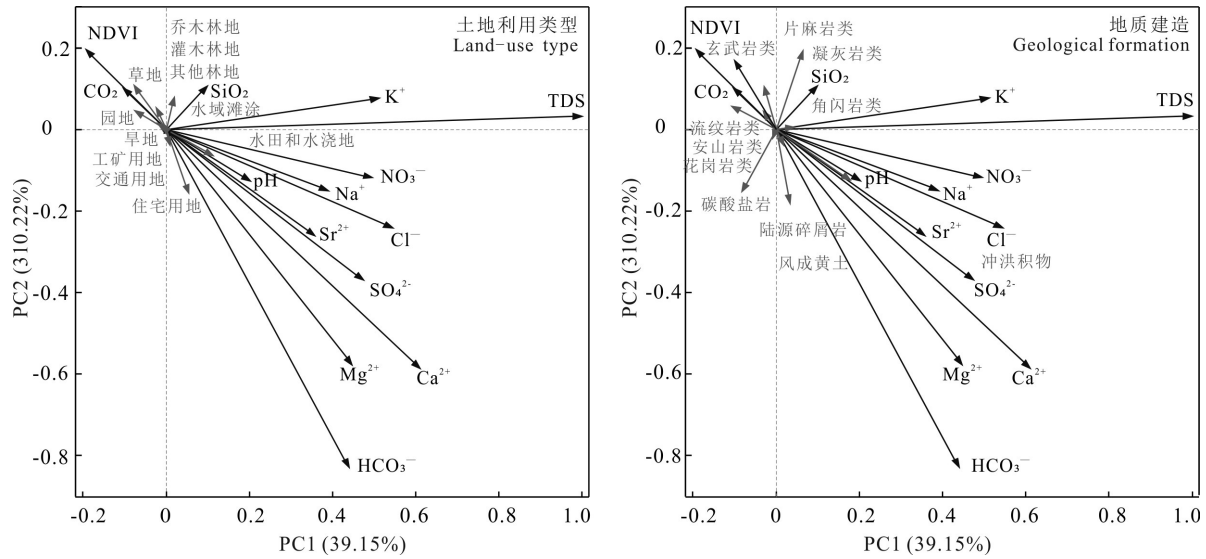 土地利用类型
Land-use type
NDVI
乔木林地
灌木林地
其他林地
草地
CO₂
SiO₂
水域滩涂
K⁺
TDS
园地
旱地
水田和水浇地
工矿用地
交通用地
住宅用地
pH
NO₃⁻
Na⁺
Sr²⁺
Cl⁻
SO₄²⁻
Mg²⁺
Ca²⁺
HCO₃⁻
0.2
0
-0.2
-0.4
-0.6
-0.8
PC2 (310.22%)
-0.2 0 0.2 0.4 0.6 0.8 1.0
PC1 (39.15%)
地质建造
Geological formation
NDVI
片麻岩类
玄武岩类
凝灰岩类
SiO₂
CO₂
K⁺
TDS
角闪岩类
流纹岩类
安山岩类
花岗岩类
碳酸盐岩
pH
NO₃⁻
Na⁺
陆源碎屑岩
Sr²⁺
Cl⁻
风成黄土
冲洪积物
SO₄²⁻
Mg²⁺
Ca²⁺
HCO₃⁻
0.2
0
-0.2
-0.4
-0.6
-0.8
PC2 (310.22%)
-0.2 0 0.2 0.4 0.6 0.8 1.0
PC1 (39.15%)